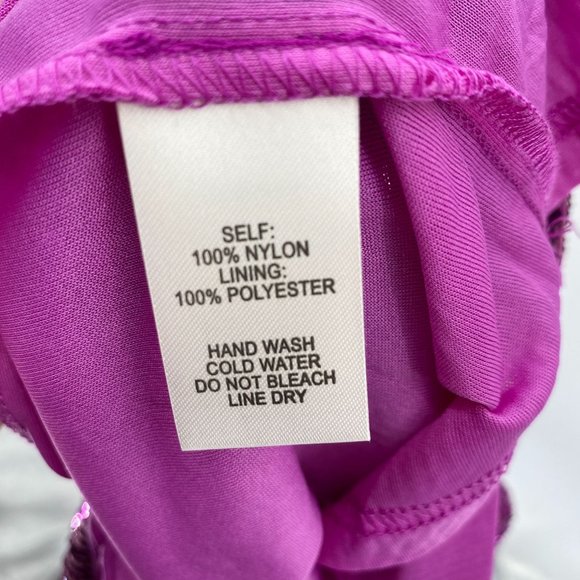 SELF:
100% NYLON
LINING:
100% POLYESTER
HAND WASH
COLD WATER
DO NOT BLEACH
LINE DRY